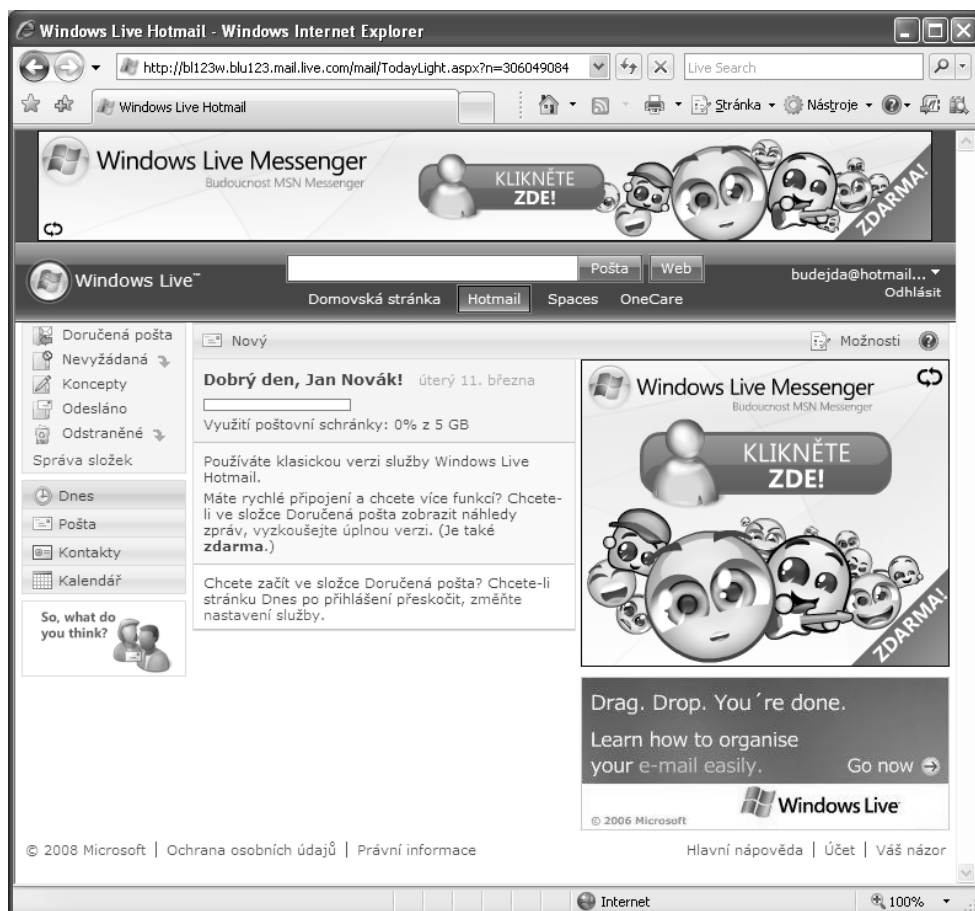 Windows Live Hotmail - Windows Internet Explorer
http://bl123w.blu123.mail.live.com/mail/TodayLight.aspx?n=306049084
Live Search
Windows Live Hotmail
Stránka
Nástroje
Windows Live Messenger
Budoucnost MSN Messenger
KLIKNĚTE
ZDE!
ZDARMA!
Windows Live™
Pošta
Web
budejda@hotmail...
Odhlásit
Domovská stránka
Hotmail
Spaces
OneCare
Doručená pošta
Nevyžádaná
Koncepty
Odesláno
Odstraněné
Správa složek
Dnes
Pošta
Kontakty
Kalendář
So, what do
you think?
Nový
Možnosti
Dobrý den, Jan Novák! úterý 11. března
Využití poštovní schránky: 0% z 5 GB
Používáte klasickou verzi služby Windows Live
Hotmail.
Máte rychlé připojení a chcete více funkcí? Chcete-
li ve složce Doručená pošta zobrazit náhledy
zpráv, vyzkoušejte úplnou verzi. (Je také
zdarma.)
Chcete začít ve složce Doručená pošta? Chcete-li
stránku Dnes po přihlášení přeskočit, změňte
nastavení služby.
Windows Live Messenger
Budoucnost MSN Messenger
KLIKNĚTE
ZDE!
ZDARMA!
Drag. Drop. You´re done.
Learn how to organise
your e-mail easily.
Go now
Windows Live
© 2006 Microsoft
© 2008 Microsoft | Ochrana osobních údajů | Právní informace
Hlavní nápověda | Účet | Váš názor
Internet
100%